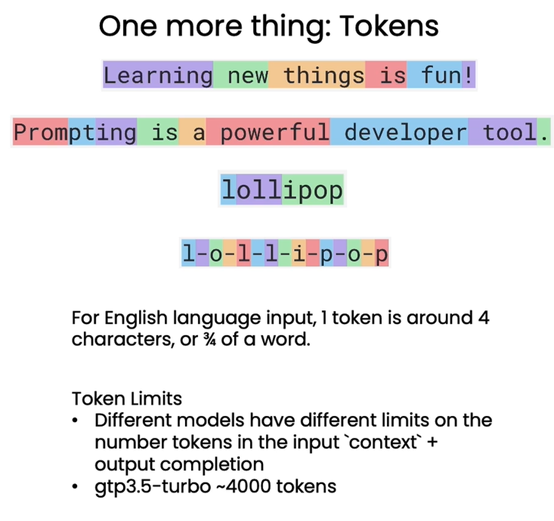 One more thing: Tokens
Learning new things is fun!
Prompting is a powerful developer tool.
lollipop
l-o-l-l-i-p-o-p
For English language input, 1 token is around 4
characters, or ¾ of a word.
Token Limits
• Different models have different limits on the
number tokens in the input `context` +
output completion
• gtp3.5-turbo ~4000 tokens